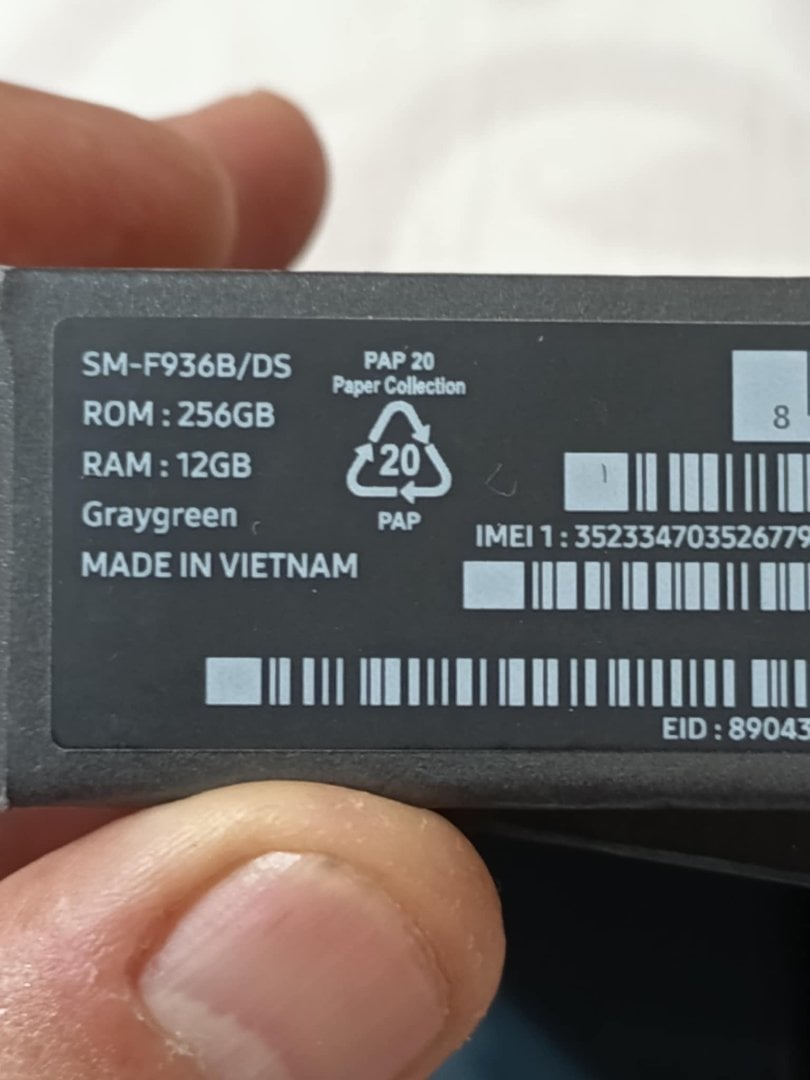 SM-F936B/DS
ROM : 256GB
RAM : 12GB
Graygreen
MADE IN VIETNAM
PAP 20
Paper Collection
20
PAP
8
IMEI 1 : 352334703526779
EID : 89043